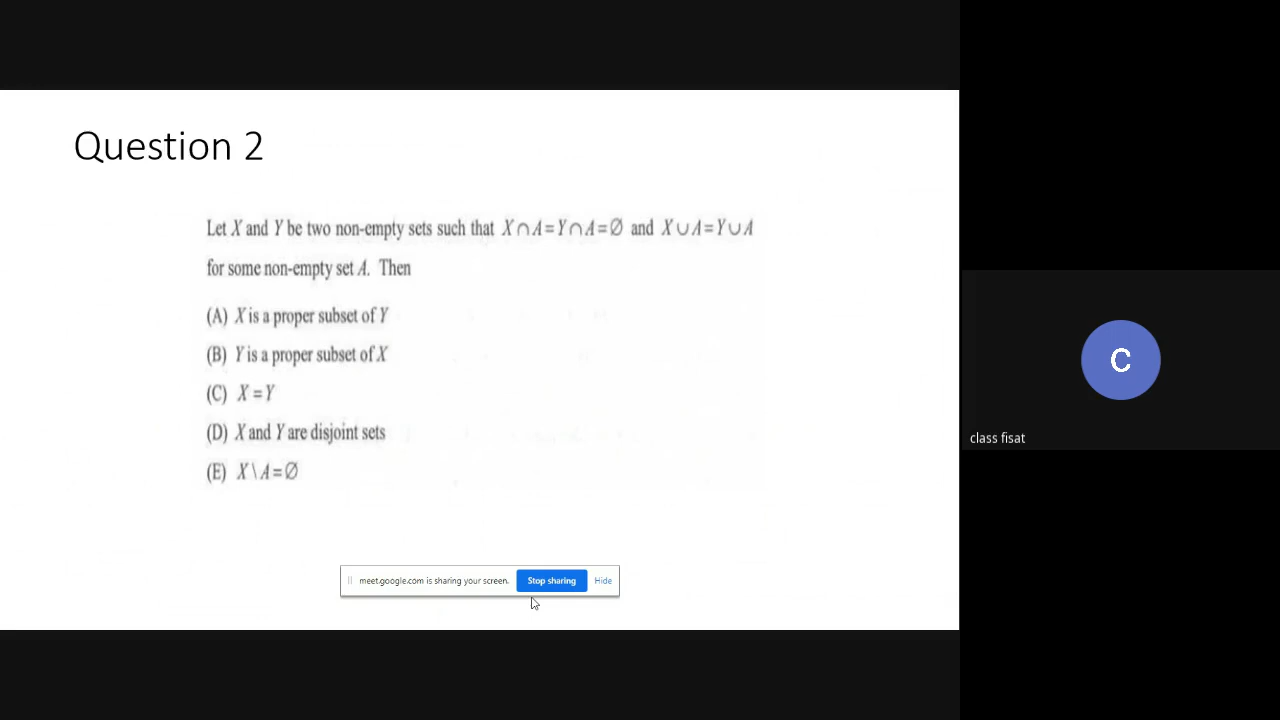 Question 2
Let X and Y be two non-empty sets such that X∩A=Y∩A=∅ and X∪A=Y∪A
for some non-empty set A. Then
(A) X is a proper subset of Y
(B) Y is a proper subset of X
(C) X=Y
(D) X and Y are disjoint sets
(E) X\A=∅
meet.google.com is sharing your screen. Stop sharing Hide
C
class fisat